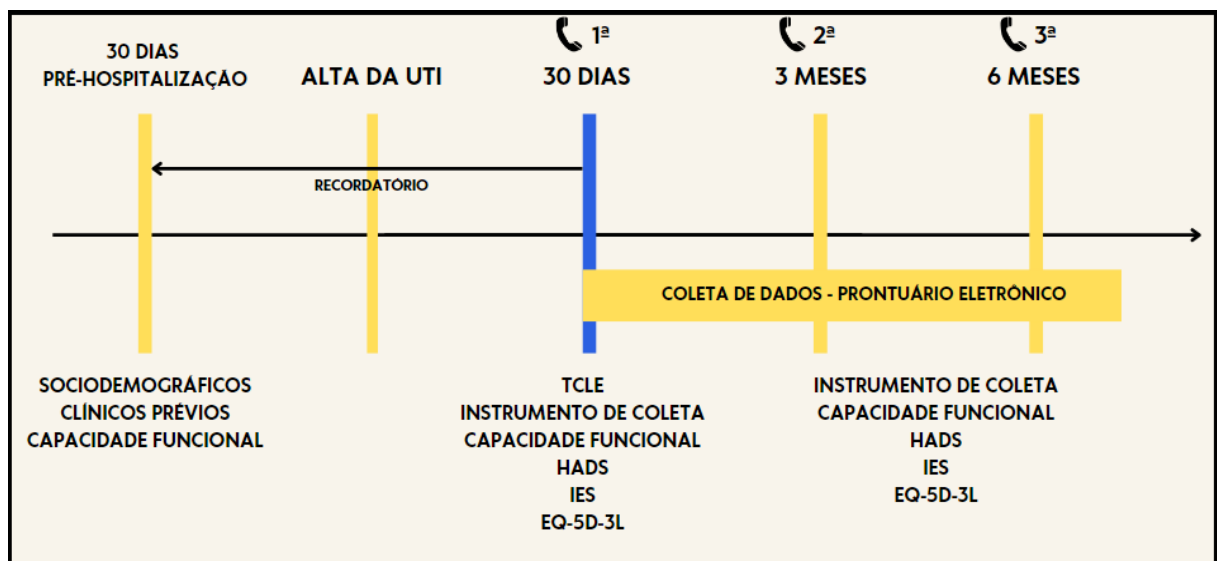 30 DIAS
PRÉ-HOSPITALIZAÇÃO
ALTA DA UTI
1ª
30 DIAS
2ª
3 MESES
3ª
6 MESES
RECORDATÓRIO
COLETA DE DADOS - PRONTUÁRIO ELETRÔNICO
SOCIODEMOGRÁFICOS
CLÍNICOS PRÉVIOS
CAPACIDADE FUNCIONAL
TCLE
INSTRUMENTO DE COLETA
CAPACIDADE FUNCIONAL
HADS
IES
EQ-5D-3L
INSTRUMENTO DE COLETA
CAPACIDADE FUNCIONAL
HADS
IES
EQ-5D-3L